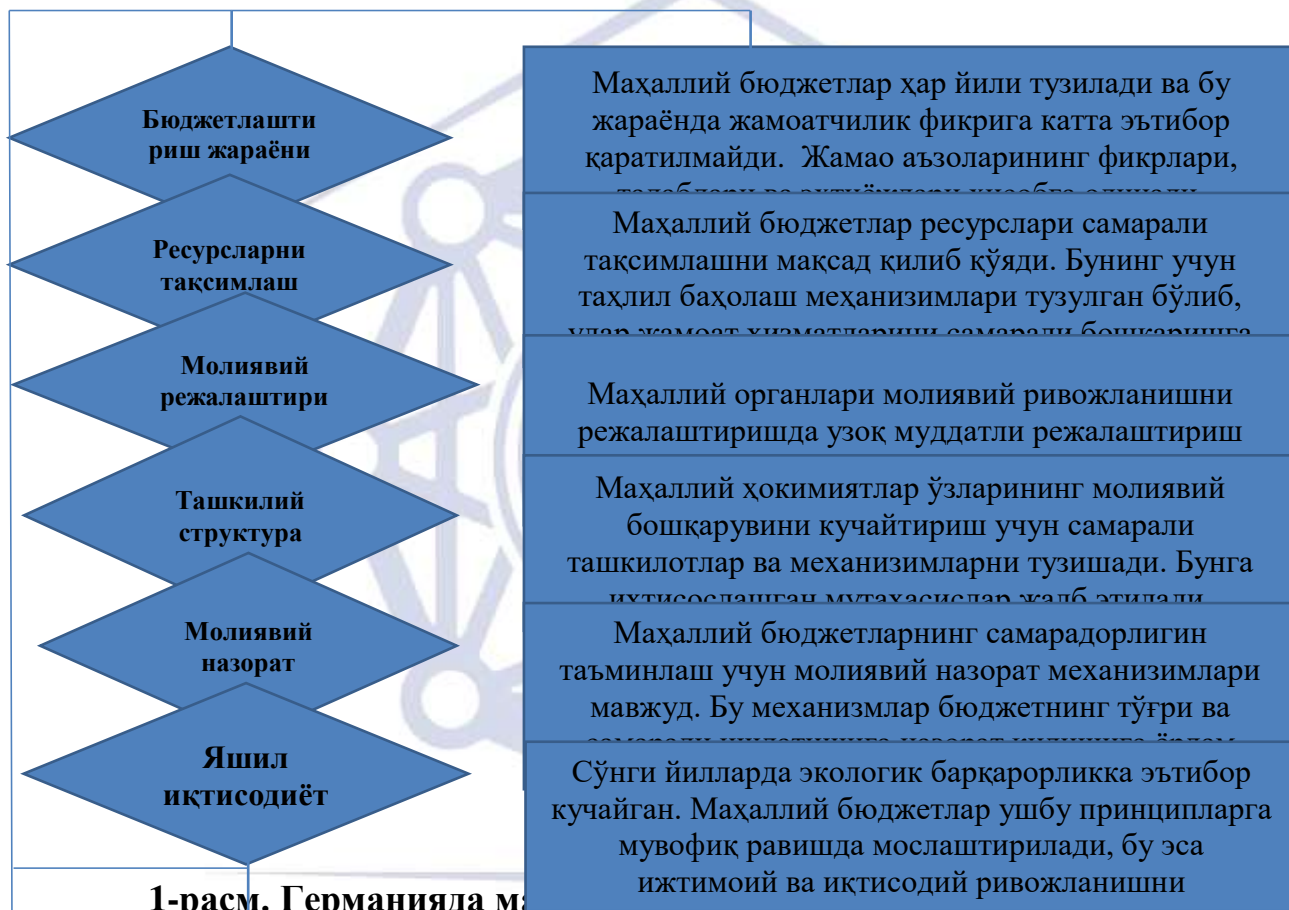 Бюджетлашти
риш жараёни
Маҳаллий бюджетлар ҳар йили тузилади ва бу
жараёнда жамоатчилик фикрига катта эътибор
қаратилмайди. Жамао аъзоларининг фикрлари,
Ресурсларни
тақсимлаш
Маҳаллий бюджетлар ресурслари самарали
тақсимлашни мақсад қилиб қўяди. Бунинг учун
таҳлил баҳолаш меҳанизимлари тузулган бўлиб,
Молиявий
режалаштири
Маҳаллий органлари молиявий ривожланишни
режалаштиришда узоқ муддатли режалаштириш
Ташкилий
структура
Маҳаллий ҳокимиятлар ўзларининг молиявий
бошқарувини кучайтириш учун самарали
ташкилотлар ва механизимларни тузишади. Бунга
Молиявий
назорат
Маҳаллий бюджетларнинг самарадорлигин
таъминлаш учун молиявий назорат механизимлари
мавжуд. Бу механизмлар бюджетнинг тўғри ва
Яшил
иқтисодиёт
Сўнги йилларда экологик барқарорликка эътибор
кучайган. Маҳаллий бюджетлар ушбу принципларга
мувофиқ равишда мослаштирилади, бу эса
ижтимоий ва иқтисодий ривожланишни
1-расм. Германияда